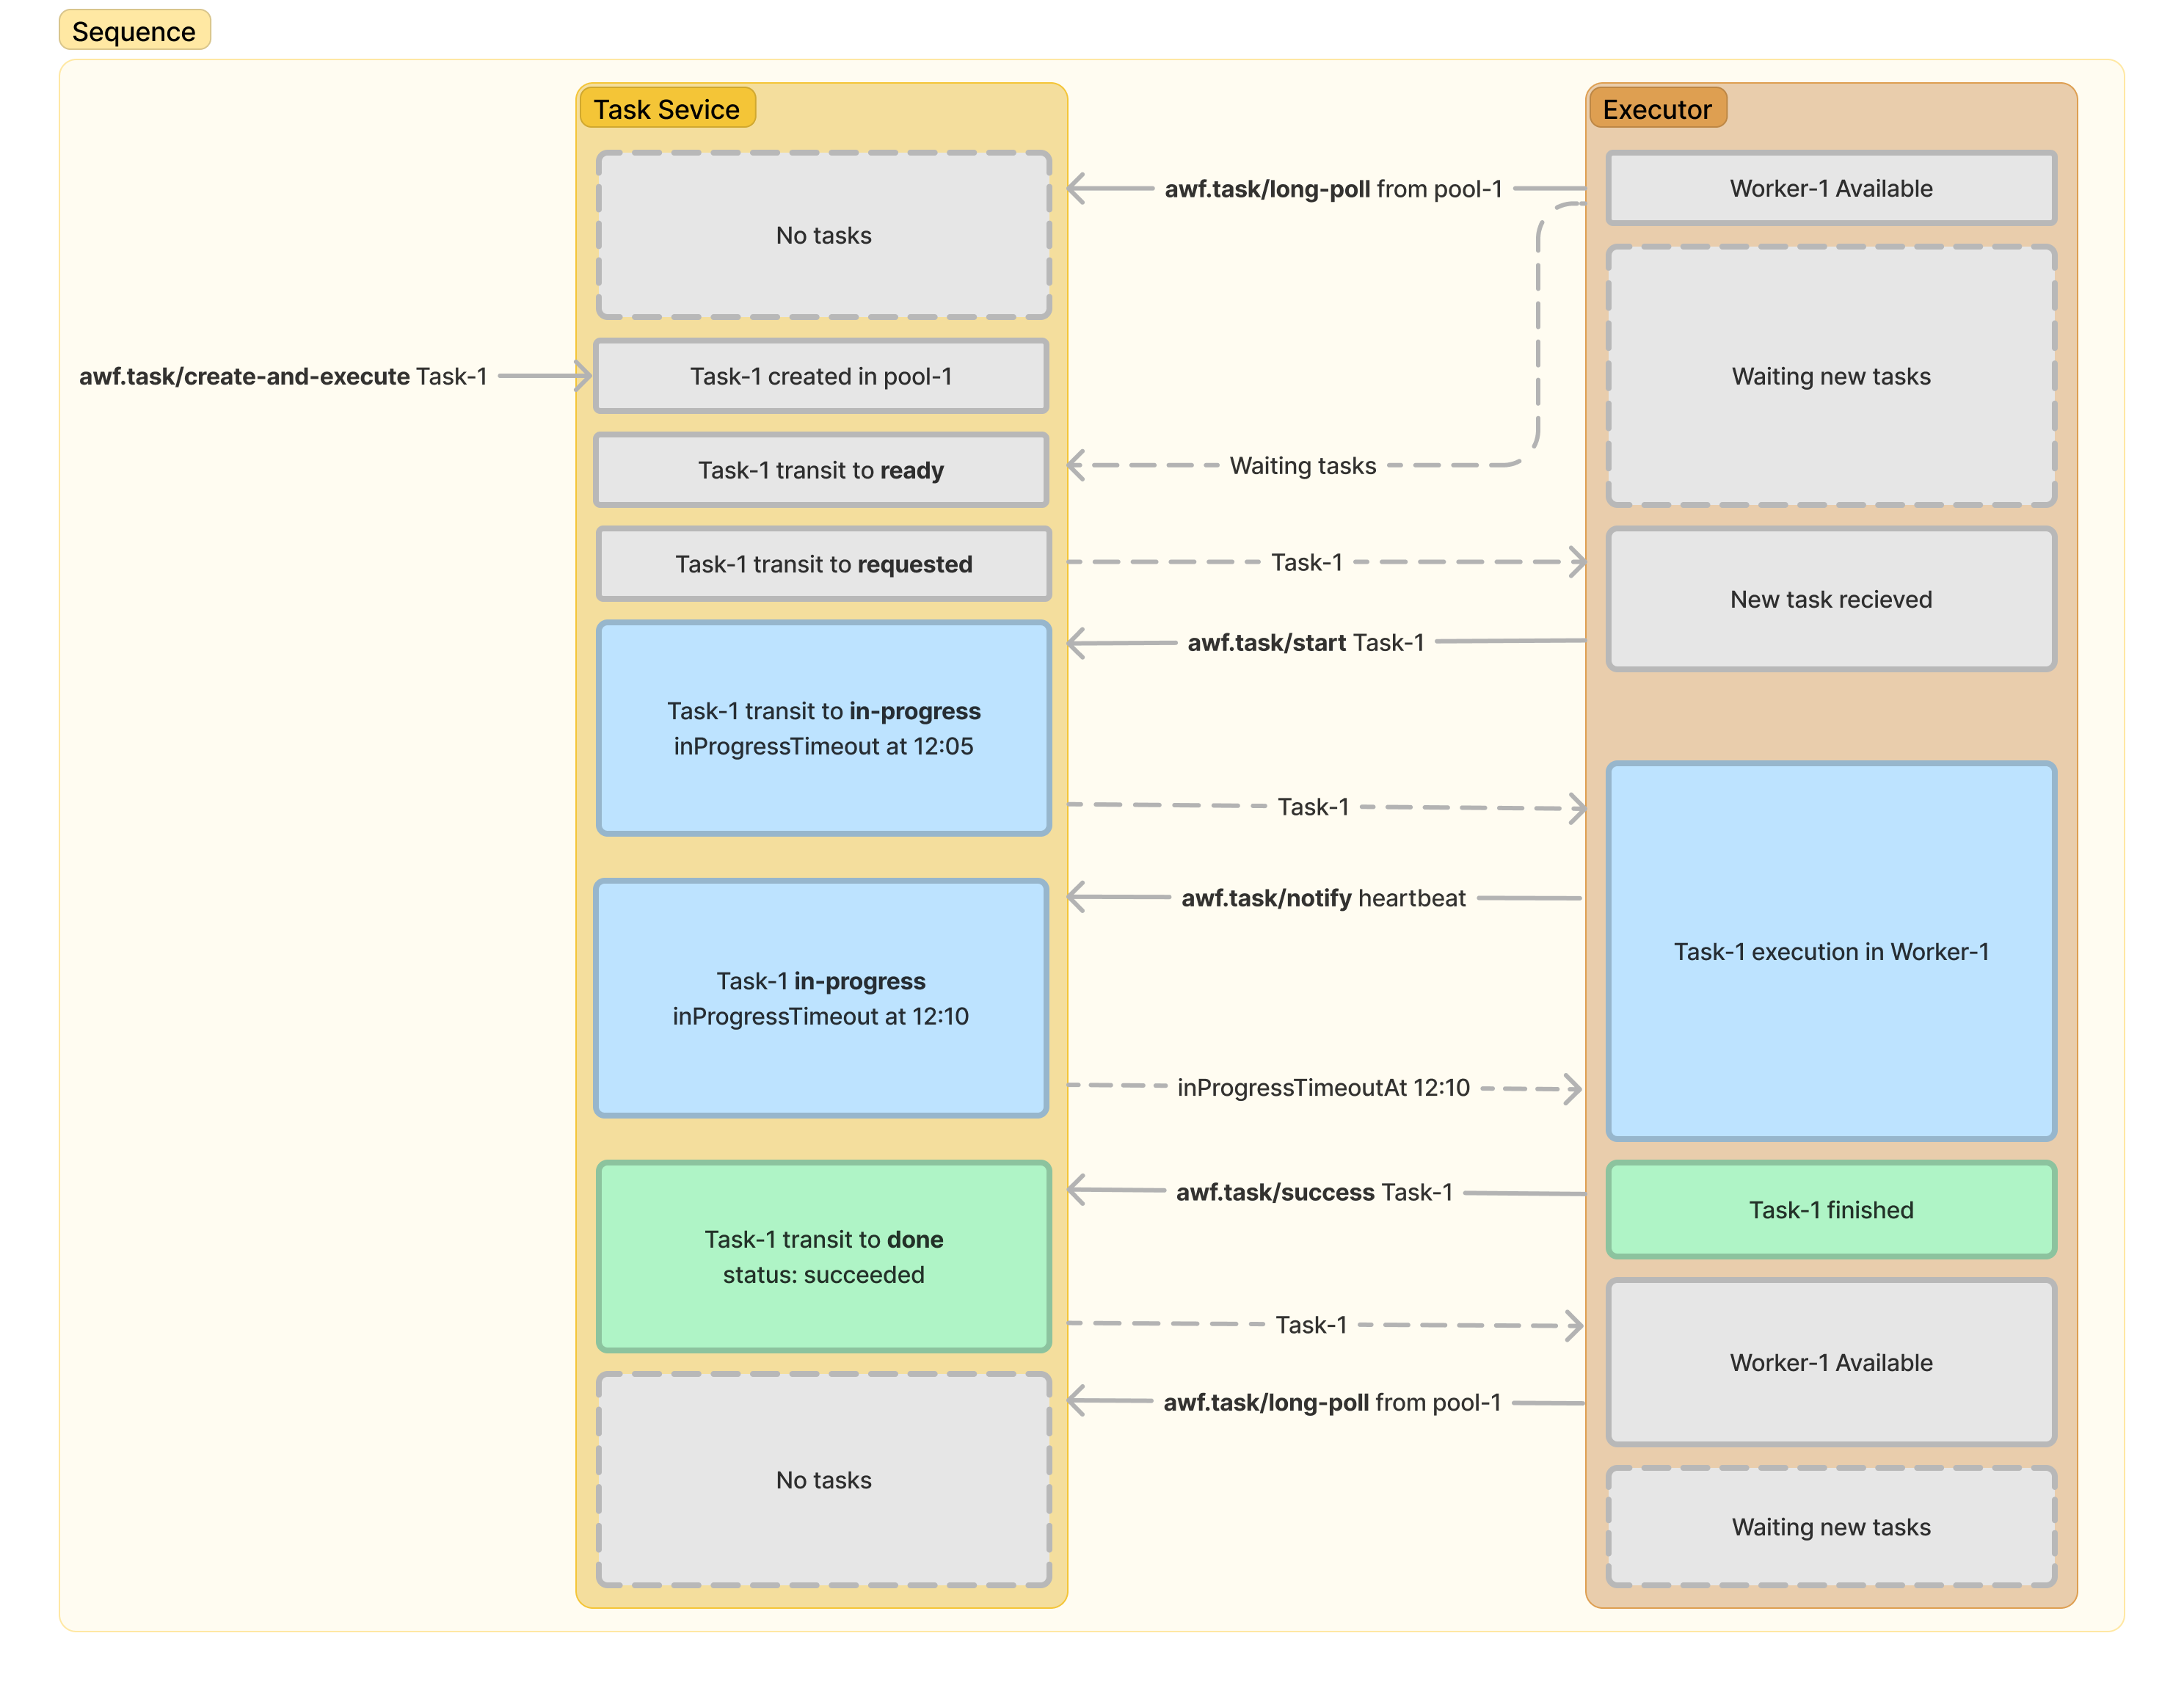 Sequence
Task Sevice
Executor
No tasks
awf.task/long-poll from pool-1
Worker-1 Available
awf.task/create-and-execute Task-1
Task-1 created in pool-1
Waiting new tasks
Task-1 transit to ready
Waiting tasks
Task-1 transit to requested
Task-1
New task recieved
awf.task/start Task-1
Task-1 transit to in-progress
inProgressTimeout at 12:05
Task-1
awf.task/notify heartbeat
Task-1 execution in Worker-1
Task-1 in-progress
inProgressTimeout at 12:10
inProgressTimeoutAt 12:10
awf.task/success Task-1
Task-1 finished
Task-1 transit to done
status: succeeded
Task-1
Worker-1 Available
awf.task/long-poll from pool-1
No tasks
Waiting new tasks